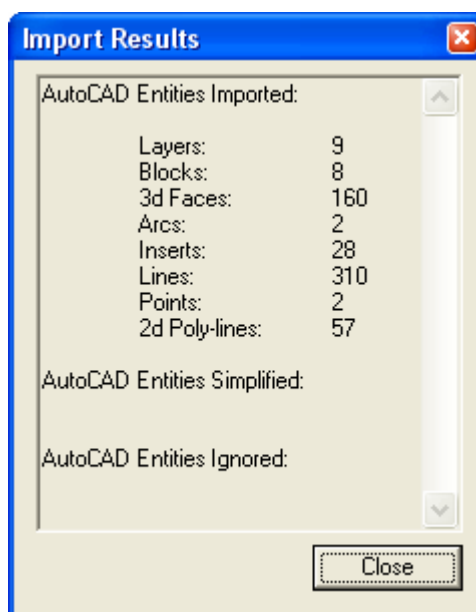 Import Results
AutoCAD Entities Imported:
Layers: 9
Blocks: 8
3d Faces: 160
Arcs: 2
Inserts: 28
Lines: 310
Points: 2
2d Poly-lines: 57
AutoCAD Entities Simplified:
AutoCAD Entities Ignored:
Close